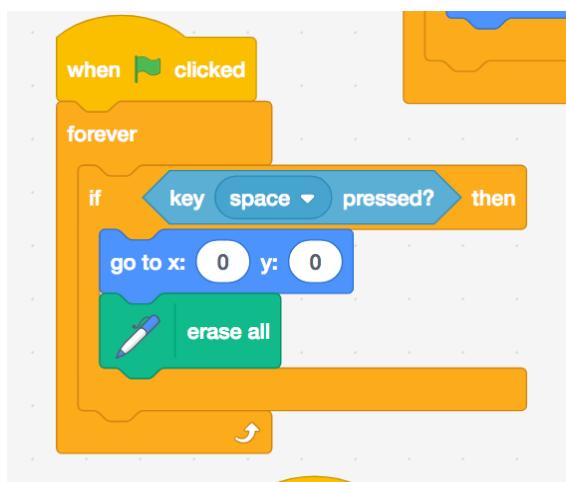 when clicked
forever
if key space pressed? then
go to x: 0 y: 0
erase all